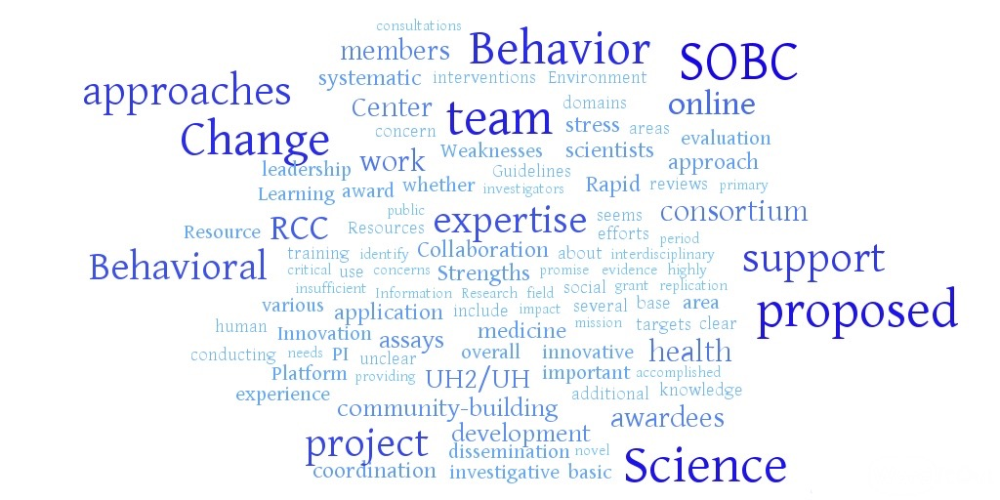 consultations
members Behavior SOBC
systematic interventions Environment
approaches Center team domains online
Change concern stress areas evaluation
leadership work Weaknesses scientists approach
Learning award whether Guidelines investigators Rapid reviews primary
public expertise seems consortium
Resource RCC Resources efforts period
training identify Collaboration about interdisciplinary
Behavioral critical use concerns Strengths promise evidence highly support
insufficient Information Research field social grant replication
various application include impact several base area proposed
human Innovation assays medicine mission targets clear
conducting needs PI unclear overall innovative health
Platform providing UH2/UH important accomplished
experience additional knowledge
community-building awardees
project development
dissemination novel Science
coordination investigative basic